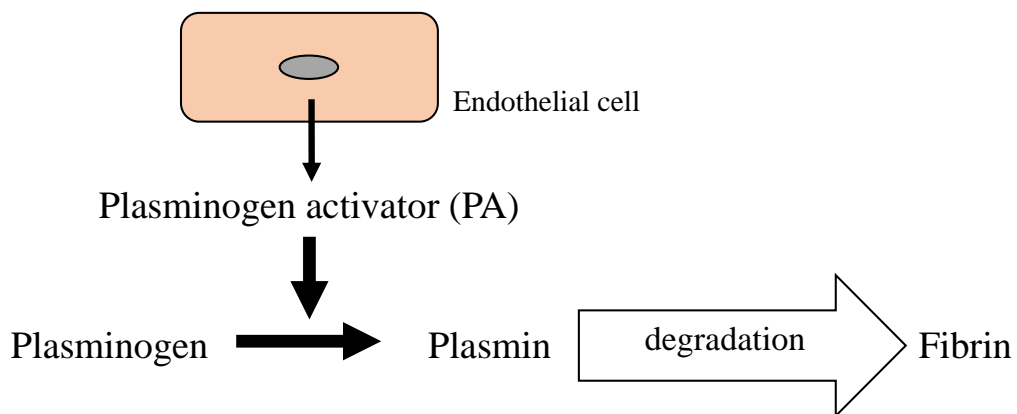 Endothelial cell
Plasminogen activator (PA)
Plasminogen
Plasmin
degradation
Fibrin